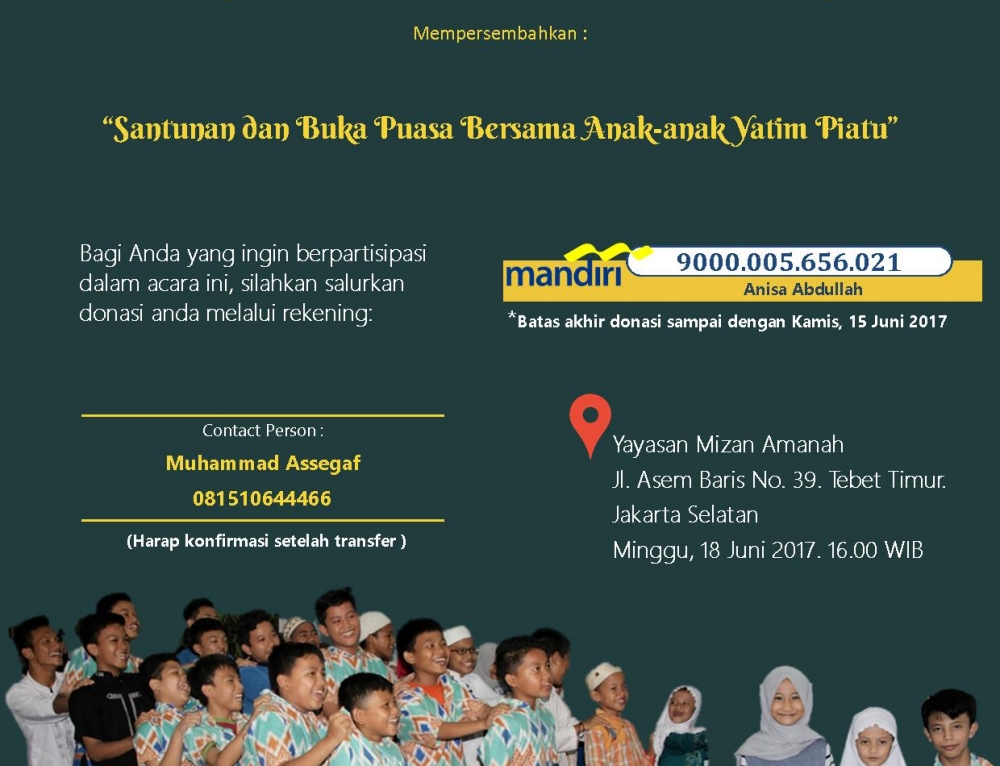 Mempersembahkan :
“Santunan dan Buka Puasa Bersama Anak-anak Yatim Piatu”
Bagi Anda yang ingin berpartisipasi
dalam acara ini, silahkan salurkan
donasi anda melalui rekening:
mandiri 9000.005.656.021
Anisa Abdullah
*Batas akhir donasi sampai dengan Kamis, 15 Juni 2017
Contact Person :
Muhammad Assegaf
081510644466
(Harap konfirmasi setelah transfer )
Yayasan Mizan Amanah
Jl. Asem Baris No. 39. Tebet Timur.
Jakarta Selatan
Minggu, 18 Juni 2017. 16.00 WIB